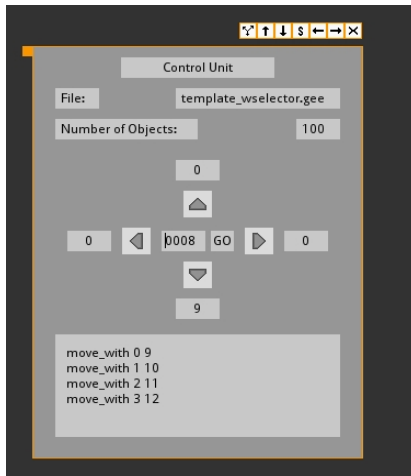 S
Control Unit
File: template_wselector.gee
Number of Objects: 100
0
0 0008 GO 0
9
move_with 0 9
move_with 1 10
move_with 2 11
move_with 3 12